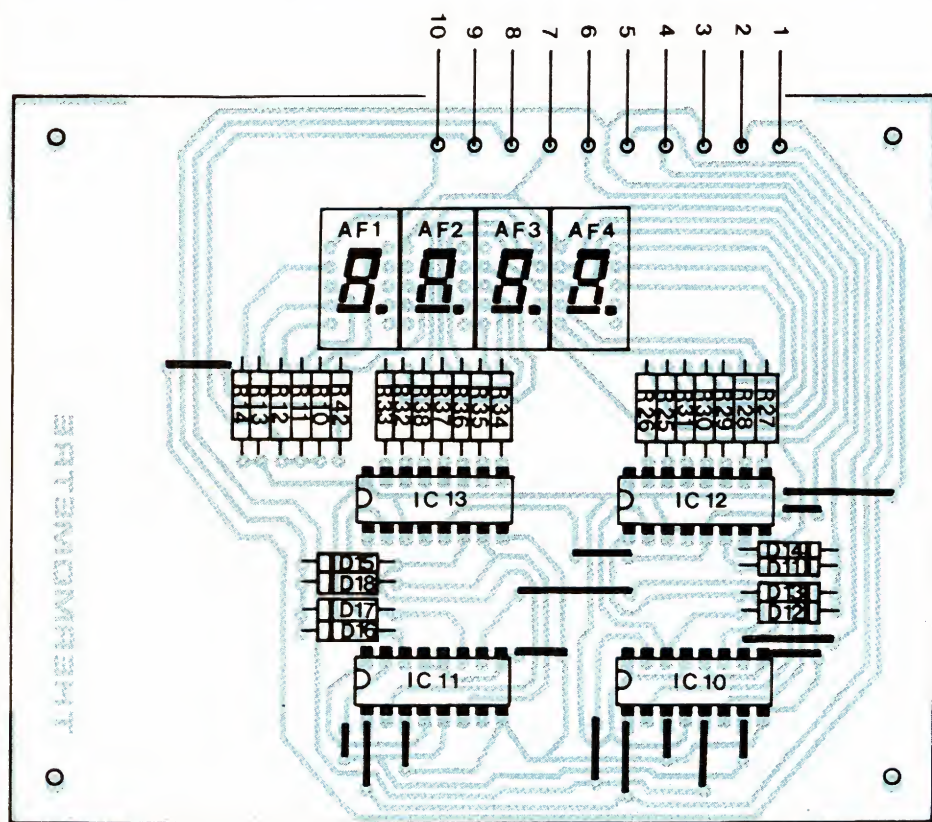 10 9 8 7 6 5 4 3 2 1
AF1 AF2 AF3 AF4
R14 R13 R12 R11 R10 R42 R33 R32 R38 R37 R36 R35 R34 R26 R25 R31 R30 R29 R28 R27
IC 13 IC 12
D15
D18
D17
D16
D14
D11
D13
D12
IC 11 IC 10